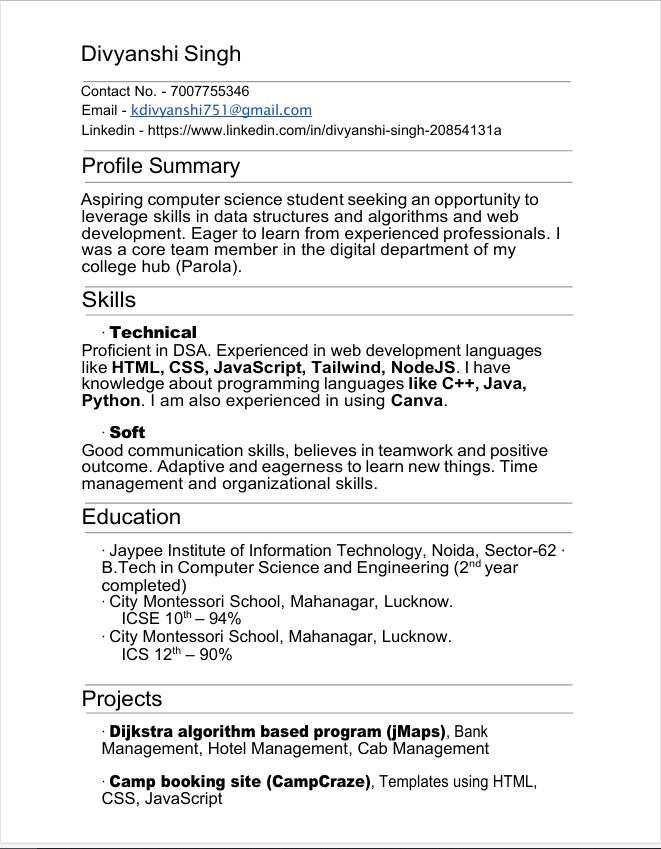 Divyanshi Singh
Contact No. - 7007755346
Email - kdivyanshi751@gmail.com
Linkedin - https://www.linkedin.com/in/divyanshi-singh-20854131a
Profile Summary
Aspiring computer science student seeking an opportunity to
leverage skills in data structures and algorithms and web
development. Eager to learn from experienced professionals. I
was a core team member in the digital department of my
college hub (Parola).
Skills
· Technical
Proficient in DSA. Experienced in web development languages
like HTML, CSS, JavaScript, Tailwind, NodeJS. I have
knowledge about programming languages like C++, Java,
Python. I am also experienced in using Canva.
· Soft
Good communication skills, believes in teamwork and positive
outcome. Adaptive and eagerness to learn new things. Time
management and organizational skills.
Education
· Jaypee Institute of Information Technology, Noida, Sector-62 ·
B.Tech in Computer Science and Engineering (2nd year
completed)
· City Montessori School, Mahanagar, Lucknow.
ICSE 10th – 94%
· City Montessori School, Mahanagar, Lucknow.
ICS 12th – 90%
Projects
· Dijkstra algorithm based program (jMaps), Bank
Management, Hotel Management, Cab Management
· Camp booking site (CampCraze), Templates using HTML,
CSS, JavaScript